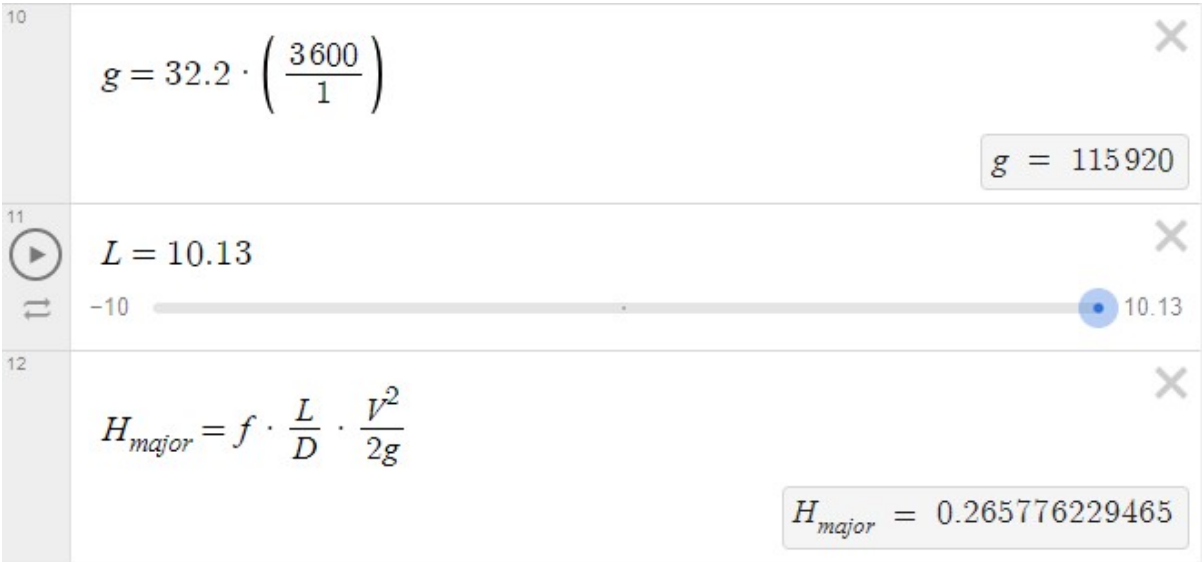 10
g = 32.2 · (3600/1)
g = 115920
11
L = 10.13
−10 10.13
12
H_major = f · L/D · V²/2g
H_major = 0.265776229465